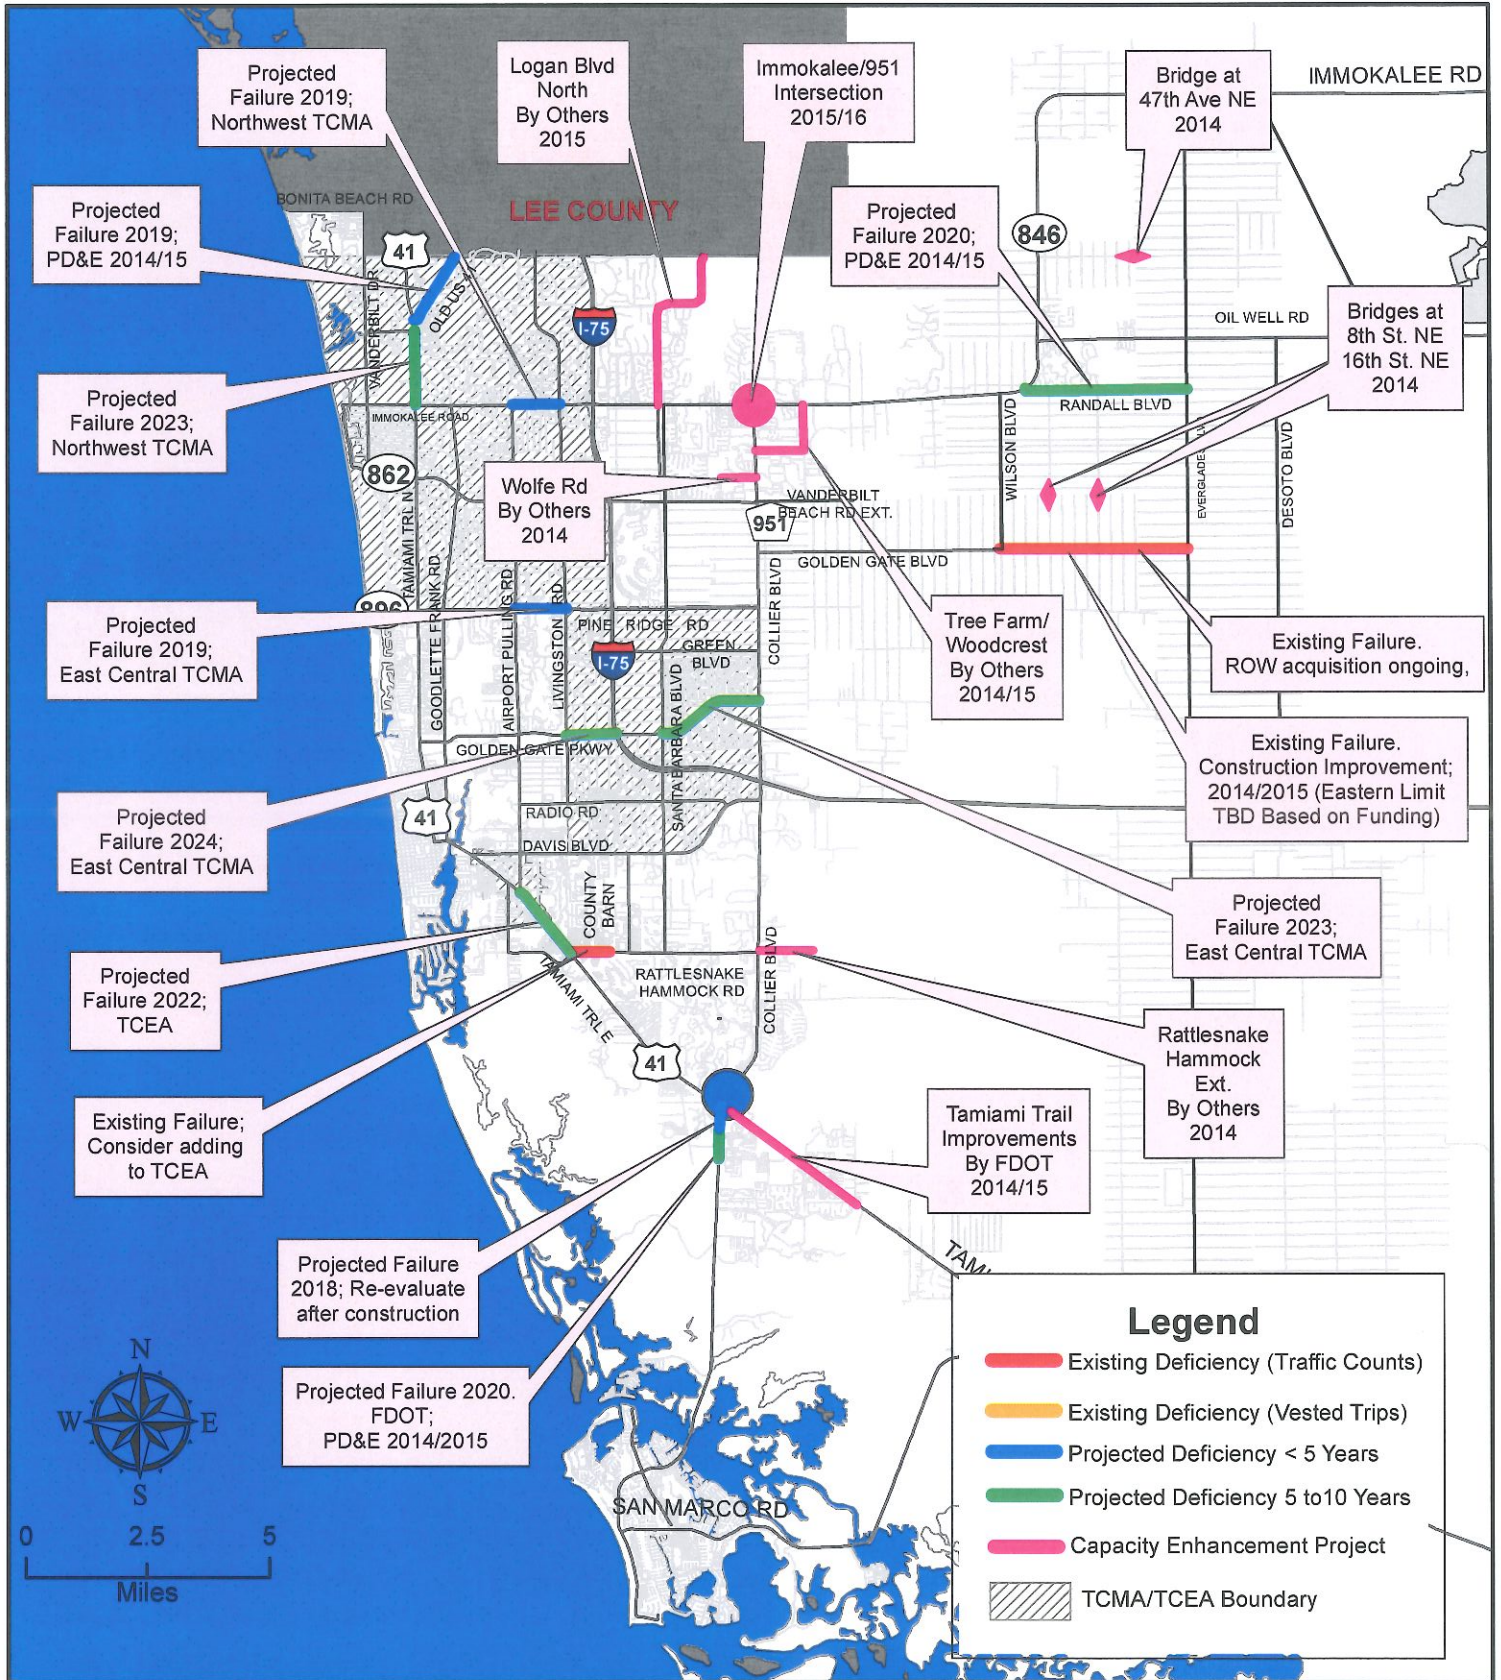 Projected
Failure 2019;
Northwest TCMA
Logan Blvd
North
By Others
2015
Immokalee/951
Intersection
2015/16
Bridge at
47th Ave NE
2014
IMMOKALEE RD
BONITA BEACH RD
LEE COUNTY
Projected
Failure 2019;
PD&E 2014/15
41
Projected
Failure 2020;
PD&E 2014/15
846
VANDERBILT DR
OLD US
I-75
OIL WELL RD
Bridges at
8th St. NE
16th St. NE
2014
Projected
Failure 2023;
Northwest TCMA
IMMOKALEE ROAD
RANDALL BLVD
862
Wolfe Rd
By Others
2014
VANDERBILT
BEACH RD EXT.
951
WILSON BLVD
DESOTO BLVD
TAMIAMI TRL N
GOODLETTE FRANK RD
AIRPORT PULLING RD
LIVINGSTON RD
COLLIER BLVD
GOLDEN GATE BLVD
896
Projected
Failure 2019;
East Central TCMA
PINE RIDGE RD
GREEN
BLVD
I-75
Tree Farm/
Woodcrest
By Others
2014/15
Existing Failure.
ROW acquisition ongoing,
SANTA BARBARA BLVD
GOLDEN GATE PKWY
Existing Failure.
Construction Improvement;
2014/2015 (Eastern Limit
TBD Based on Funding)
Projected
Failure 2024;
East Central TCMA
41
RADIO RD
DAVIS BLVD
COUNTY
BARN
Projected
Failure 2023;
East Central TCMA
Projected
Failure 2022;
TCEA
TAMIAMI TRL E
RATTLESNAKE
HAMMOCK RD
COLLIER BLVD
41
Rattlesnake
Hammock
Ext.
By Others
2014
Existing Failure;
Consider adding
to TCEA
Tamiami Trail
Improvements
By FDOT
2014/15
Projected Failure
2018; Re-evaluate
after construction
TAMI
Projected Failure 2020.
FDOT;
PD&E 2014/2015
N
W E
S
SAN MARCO RD
0 2.5 5
Miles
Legend
Existing Deficiency (Traffic Counts)
Existing Deficiency (Vested Trips)
Projected Deficiency < 5 Years
Projected Deficiency 5 to10 Years
Capacity Enhancement Project
TCMA/TCEA Boundary